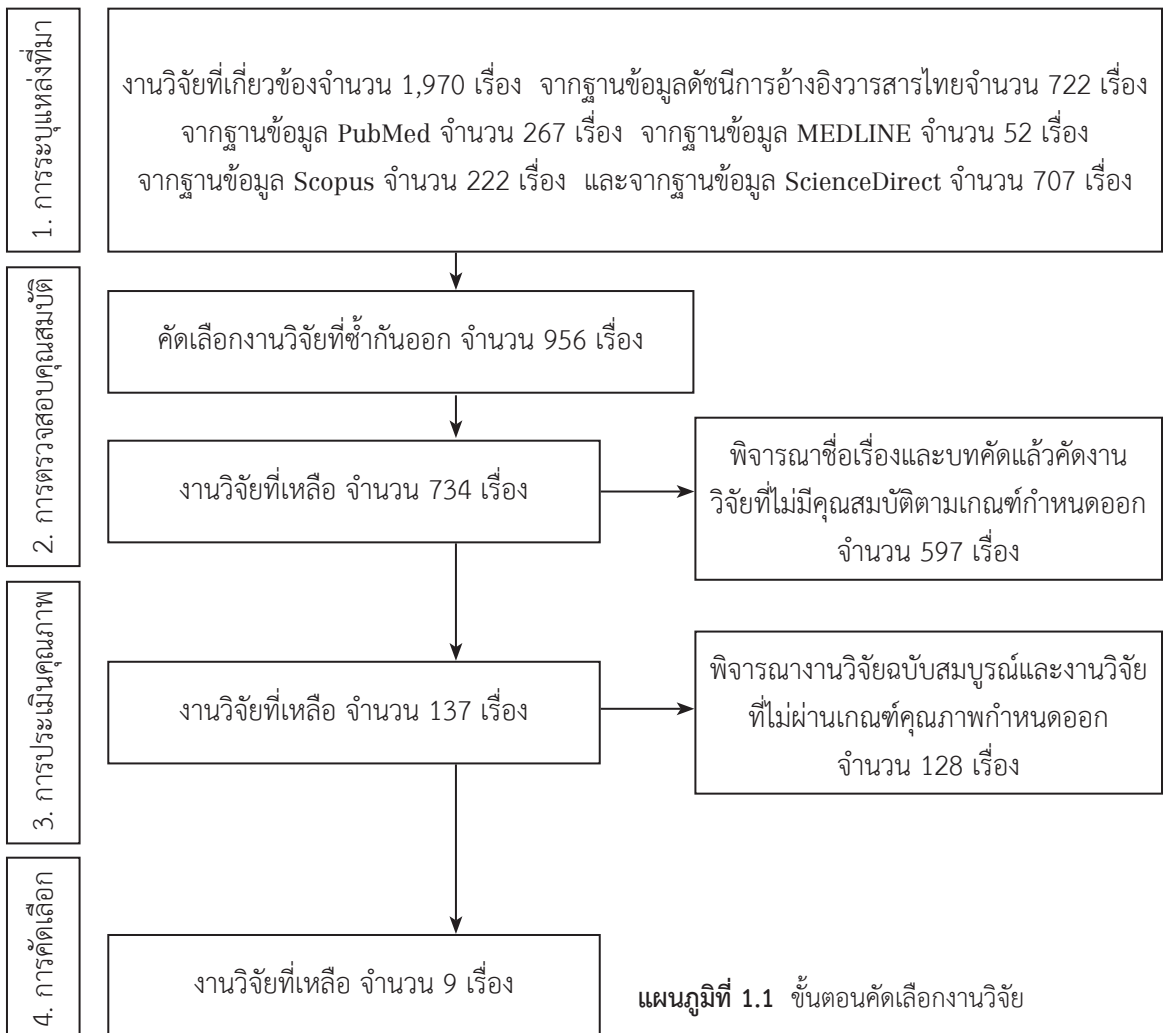 1. การระบุแหล่งที่มา
งานวิจัยที่เกี่ยวข้องจำนวน 1,970 เรื่อง จากฐานข้อมูลดัชนีการอ้างอิงวารสารไทยจำนวน 722 เรื่อง
จากฐานข้อมูล PubMed จำนวน 267 เรื่อง จากฐานข้อมูล MEDLINE จำนวน 52 เรื่อง
จากฐานข้อมูล Scopus จำนวน 222 เรื่อง และจากฐานข้อมูล ScienceDirect จำนวน 707 เรื่อง
2. การตรวจสอบคุณสมบัติ
คัดเลือกงานวิจัยที่ซ้ำกันออก จำนวน 956 เรื่อง
งานวิจัยที่เหลือ จำนวน 734 เรื่อง
พิจารณาชื่อเรื่องและบทคัดแล้วคัดงาน
วิจัยที่ไม่มีคุณสมบัติตามเกณฑ์กำหนดออก
จำนวน 597 เรื่อง
3. การประเมินคุณภาพ
งานวิจัยที่เหลือ จำนวน 137 เรื่อง
พิจารณางานวิจัยฉบับสมบูรณ์และงานวิจัย
ที่ไม่ผ่านเกณฑ์คุณภาพกำหนดออก
จำนวน 128 เรื่อง
4. การคัดเลือก
งานวิจัยที่เหลือ จำนวน 9 เรื่อง
แผนภูมิที่ 1.1 ขั้นตอนคัดเลือกงานวิจัย